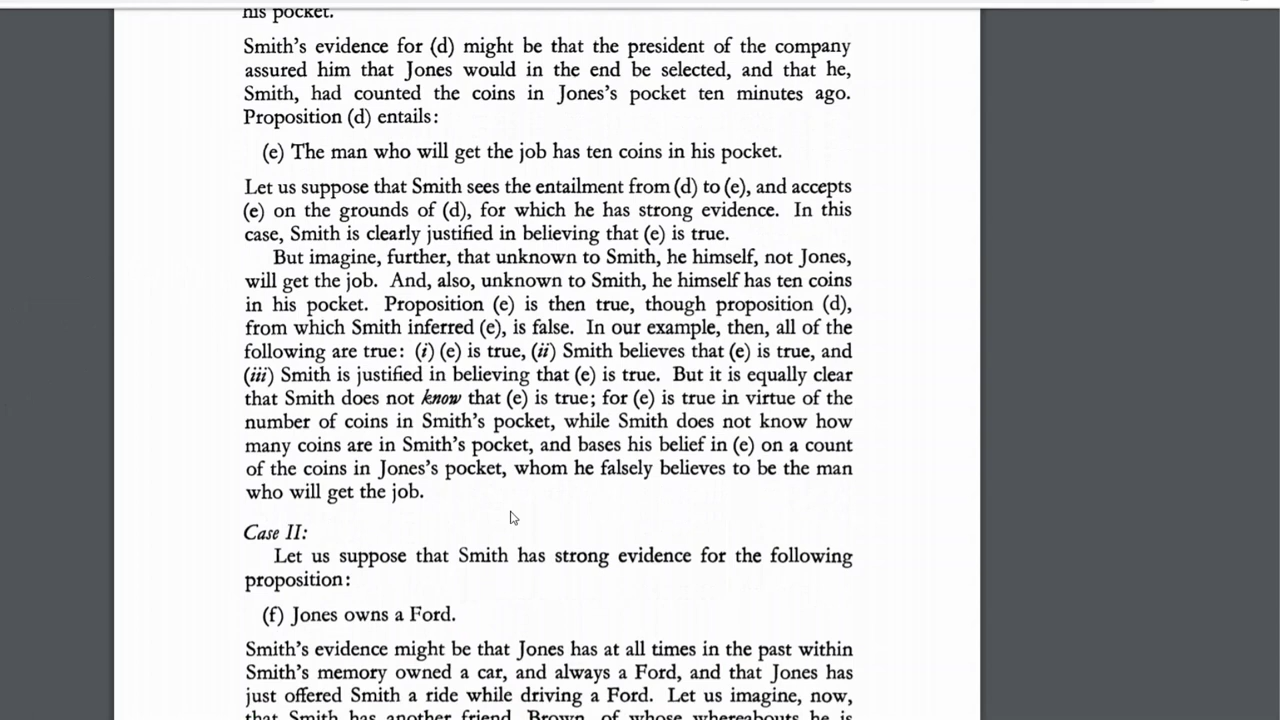 his pocket.
Smith's evidence for (d) might be that the president of the company
assured him that Jones would in the end be selected, and that he,
Smith, had counted the coins in Jones's pocket ten minutes ago.
Proposition (d) entails:
(e) The man who will get the job has ten coins in his pocket.
Let us suppose that Smith sees the entailment from (d) to (e), and accepts
(e) on the grounds of (d), for which he has strong evidence. In this
case, Smith is clearly justified in believing that (e) is true.
But imagine, further, that unknown to Smith, he himself, not Jones,
will get the job. And, also, unknown to Smith, he himself has ten coins
in his pocket. Proposition (e) is then true, though proposition (d),
from which Smith inferred (e), is false. In our example, then, all of the
following are true: (i) (e) is true, (ii) Smith believes that (e) is true, and
(iii) Smith is justified in believing that (e) is true. But it is equally clear
that Smith does not know that (e) is true; for (e) is true in virtue of the
number of coins in Smith's pocket, while Smith does not know how
many coins are in Smith's pocket, and bases his belief in (e) on a count
of the coins in Jones's pocket, whom he falsely believes to be the man
who will get the job.
Case II:
Let us suppose that Smith has strong evidence for the following
proposition:
(f) Jones owns a Ford.
Smith's evidence might be that Jones has at all times in the past within
Smith's memory owned a car, and always a Ford, and that Jones has
just offered Smith a ride while driving a Ford. Let us imagine, now,
that Smith has another friend, Brown, of whose whereabouts he is